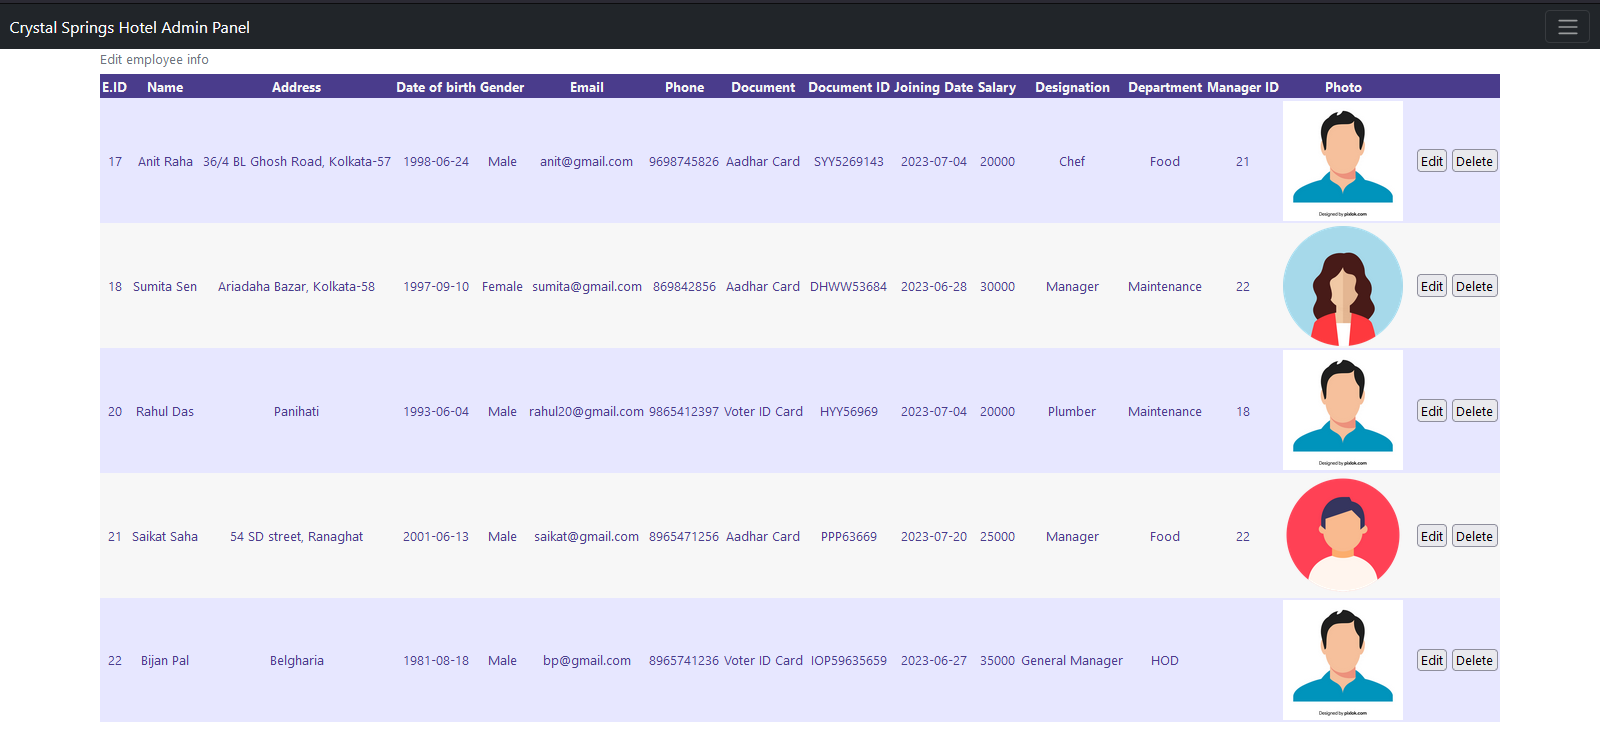 Crystal Springs Hotel Admin Panel
Edit employee info
E.ID Name Address Date of birth Gender Email Phone Document Document ID Joining Date Salary Designation Department Manager ID Photo
17 Anit Raha 36/4 BL Ghosh Road, Kolkata-57 1998-06-24 Male anit@gmail.com 9698745826 Aadhar Card SYY5269143 2023-07-04 20000 Chef Food 21 Edit Delete
Designed by pixlok.com
18 Sumita Sen Ariadaha Bazar, Kolkata-58 1997-09-10 Female sumita@gmail.com 869842856 Aadhar Card DHWW53684 2023-06-28 30000 Manager Maintenance 22 Edit Delete
20 Rahul Das Panihati 1993-06-04 Male rahul20@gmail.com 9865412397 Voter ID Card HYY56969 2023-07-04 20000 Plumber Maintenance 18 Edit Delete
Designed by pixlok.com
21 Saikat Saha 54 SD street, Ranaghat 2001-06-13 Male saikat@gmail.com 8965471256 Aadhar Card PPP63669 2023-07-20 25000 Manager Food 22 Edit Delete
22 Bijan Pal Belgharia 1981-08-18 Male bp@gmail.com 8965741236 Voter ID Card IOP59635659 2023-06-27 35000 General Manager HOD Edit Delete
Designed by pixlok.com